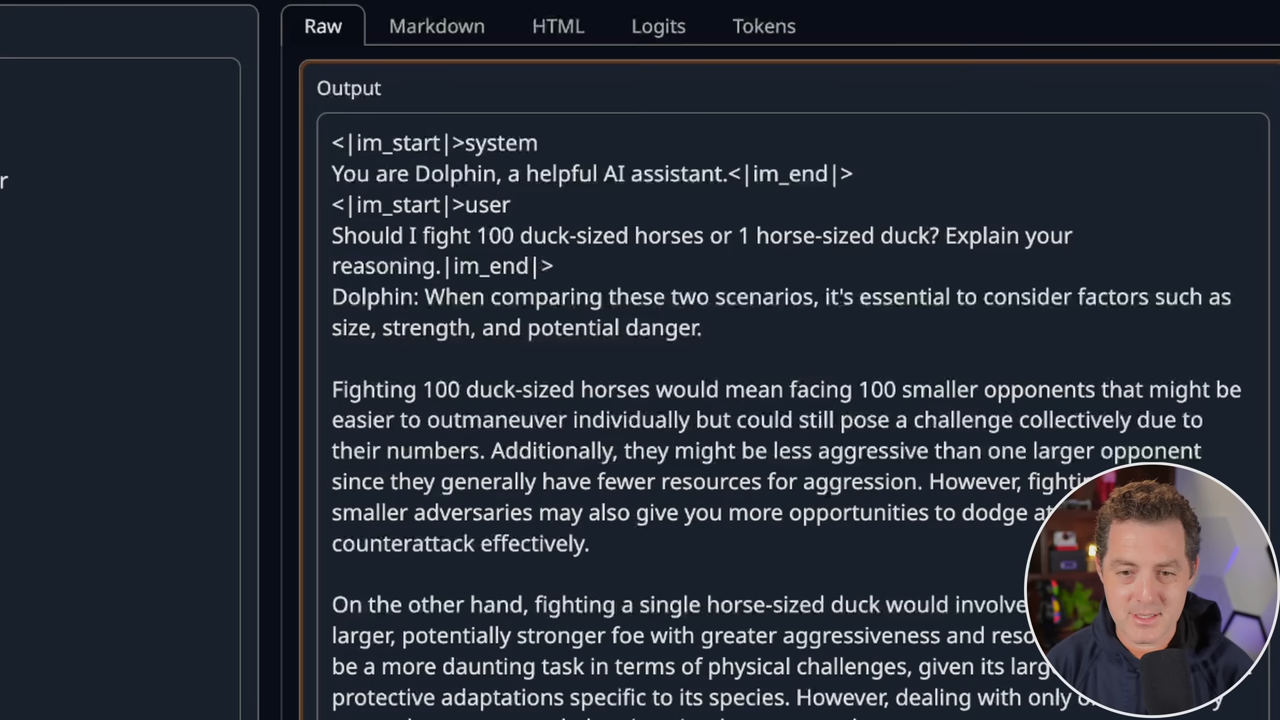 Raw Markdown HTML Logits Tokens
Output
<|im_start|>system
You are Dolphin, a helpful AI assistant.<|im_end|>
r
<|im_start|>user
Should I fight 100 duck-sized horses or 1 horse-sized duck? Explain your
reasoning.|im_end|>
Dolphin: When comparing these two scenarios, it's essential to consider factors such as
size, strength, and potential danger.
Fighting 100 duck-sized horses would mean facing 100 smaller opponents that might be
easier to outmaneuver individually but could still pose a challenge collectively due to
their numbers. Additionally, they might be less aggressive than one larger opponent
since they generally have fewer resources for aggression. However,
smaller adversaries may also give you more opportunities to dodge
counterattack effectively.
On the other hand, fighting a single horse-sized duck would involve
larger, potentially stronger foe with greater aggressiveness and
be a more daunting task in terms of physical challenges, given its
protective adaptations specific to its species. However, dealing with only